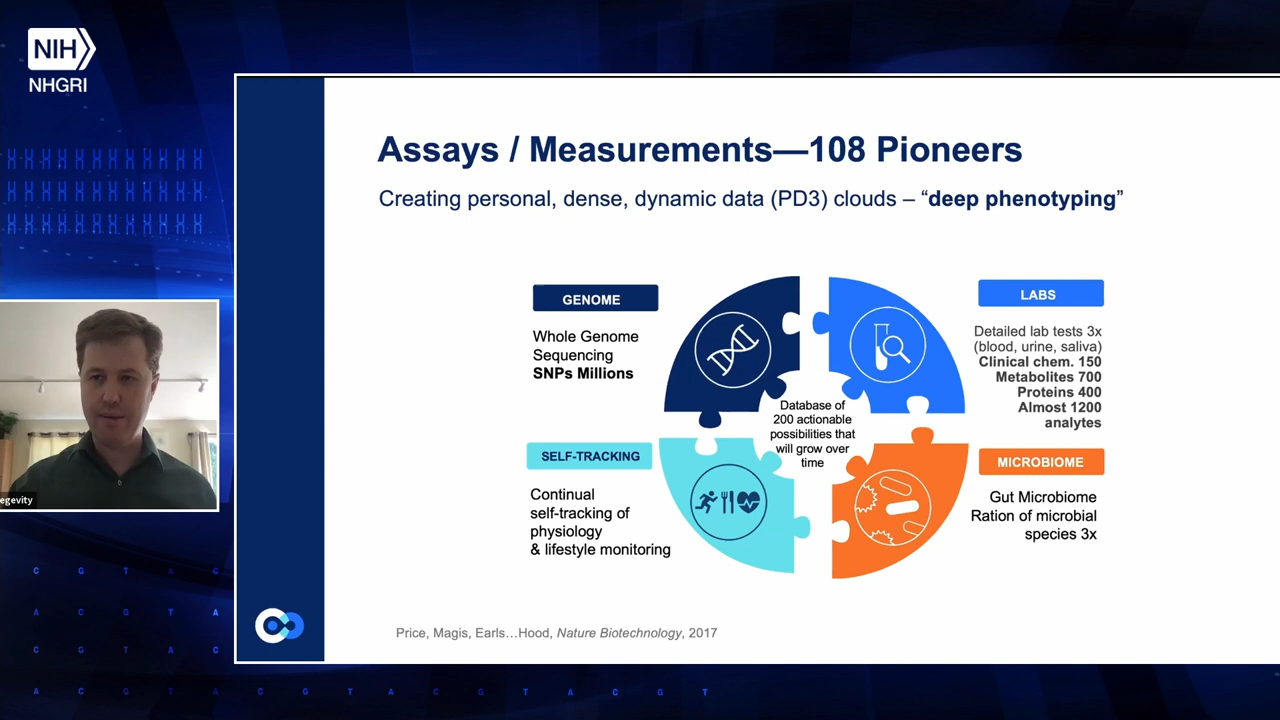 NIH
NHGRI
Assays / Measurements—108 Pioneers
Creating personal, dense, dynamic data (PD3) clouds – “deep phenotyping”
GENOME
Whole Genome
Sequencing
SNPs Millions
LABS
Detailed lab tests 3x
(blood, urine, saliva)
Clinical chem. 150
Metabolites 700
Proteins 400
Almost 1200
analytes
Database of
200 actionable
possibilities that
will grow over
time
SELF-TRACKING
Continual
self-tracking of
physiology
& lifestyle monitoring
MICROBIOME
Gut Microbiome
Ration of microbial
species 3x
egevity
Price, Magis, Earls…Hood, Nature Biotechnology, 2017
C G T A C
A C G T A
C G T A C
A C G T A C G T A C G T A C G T